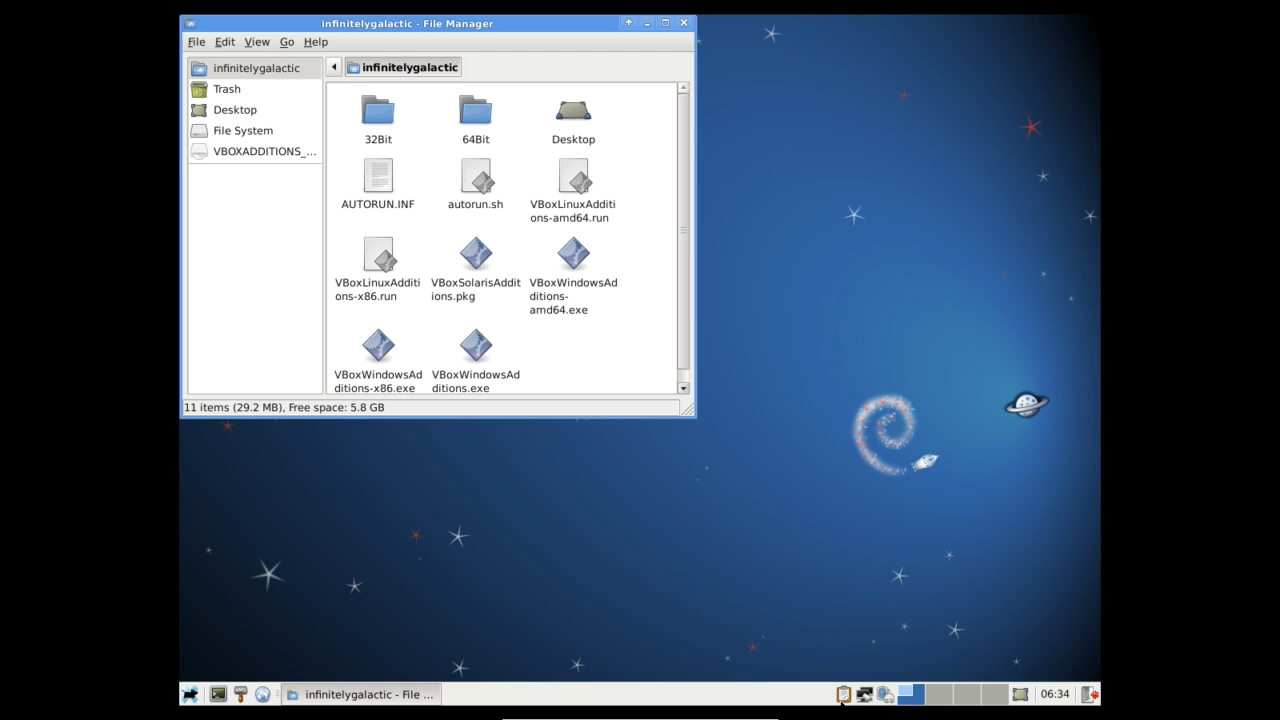 infinitelygalactic - File Manager
File Edit View Go Help
infinitelygalactic
Trash
Desktop
File System
VBOXADDITIONS_...
infinitelygalactic
32Bit
64Bit
Desktop
AUTORUN.INF
autorun.sh
VBoxLinuxAdditi
ons-amd64.run
VBoxLinuxAdditi
ons-x86.run
VBoxSolarisAddit
ions.pkg
VBoxWindowsAd
ditions-
amd64.exe
VBoxWindowsAd
ditions-x86.exe
VBoxWindowsAd
ditions.exe
11 items (29.2 MB), Free space: 5.8 GB
infinitelygalactic - File ...
06:34